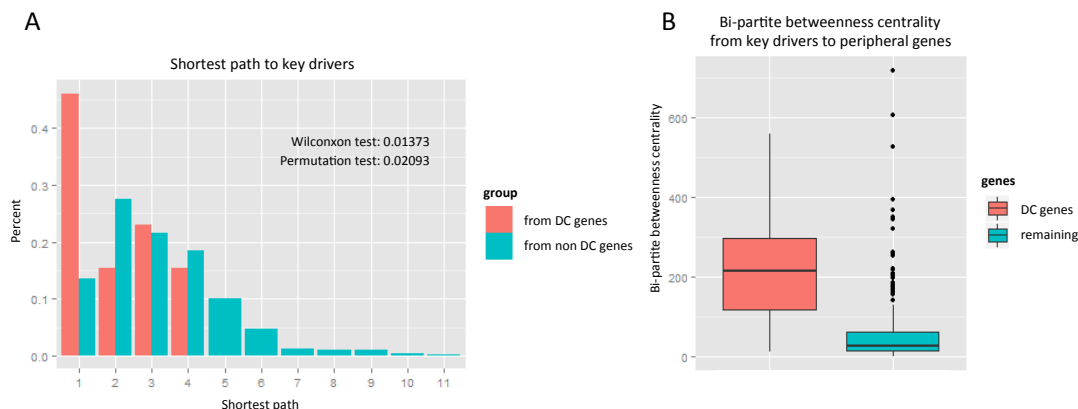 A
Shortest path to key drivers
Wilconxon test: 0.01373
Permutation test: 0.02093
Percent
0.4
0.3
0.2
0.1
0.0
1 2 3 4 5 6 7 8 9 10 11
Shortest path
group
from DC genes
from non DC genes
B
Bi-partite betweenness centrality
from key drivers to peripheral genes
Bi-partite betweenness centrality
600
400
200
0
genes
DC genes
remaining